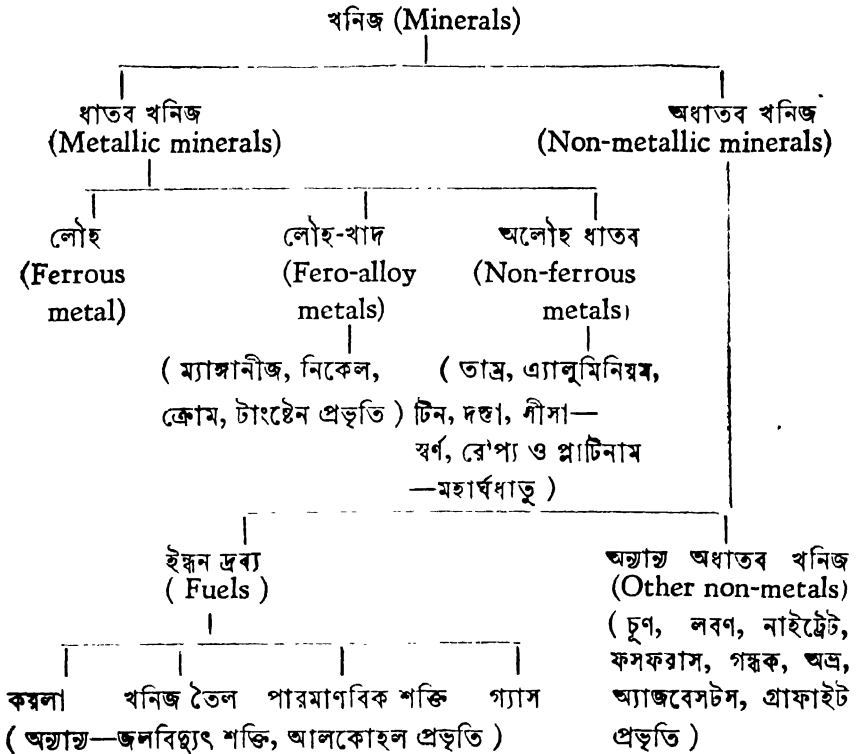 খনিজ (Minerals)
ধাতব খনিজ
(Metallic minerals)
অধাতব খনিজ
(Non-metallic minerals)
লৌহ
(Ferrous
metal)
লৌহ-খাদ
(Fero-alloy
metals)
অলৌহ ধাতব
(Non-ferrous
metals।
( ম্যাঙ্গানীজ, নিকেল,
ক্রোম, টাংষ্টেন প্রভৃতি )
( তাম্র, এ্যালুমিনিয়ম,
টিন, দস্তা, সীসা—
স্বর্ণ, রৌপ্য ও প্লাটিনাম
—মহার্ঘধাতু )
ইন্ধন দ্রব্য
( Fuels )
কয়লা খনিজ তৈল পারমাণবিক শক্তি গ্যাস
( অন্যান্য—জলবিদ্যুৎ শক্তি, আলকোহল প্রভৃতি )
অন্যান্য অধাতব খনিজ
(Other non-metals)
( চূণ, লবণ, নাইট্রেট,
ফসফরাস, গন্ধক, অভ্র,
অ্যাজবেসটস, গ্রাফাইট
প্রভৃতি )